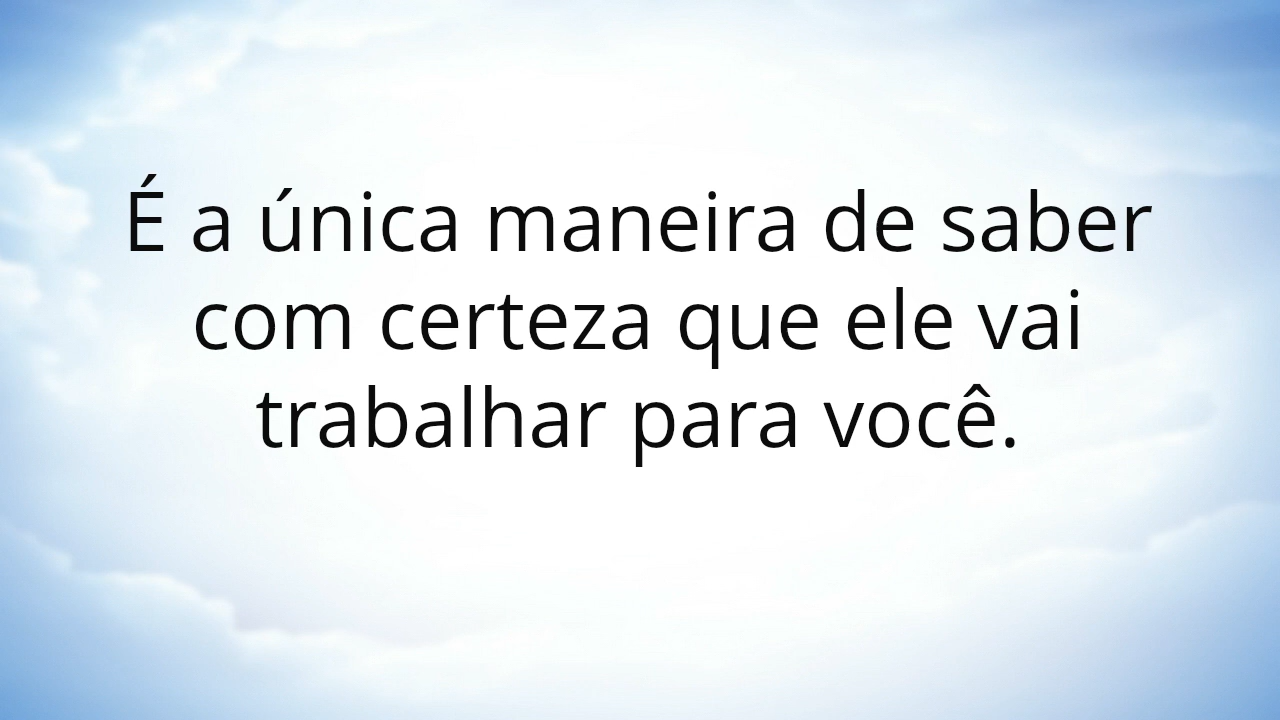 É a única maneira de saber
com certeza que ele vai
trabalhar para você.